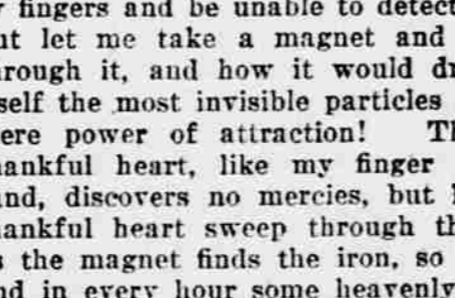 fingers and be unable to detect
ut let me take a magnet and
rough it, and how it would dr
self the most invisible particles
ere power of attraction! Th
ankful heart, like my finger
nd, discovers no mercies, but
ankful heart sweep through th
s the magnet finds the iron, so
nd in every hour some heavenly